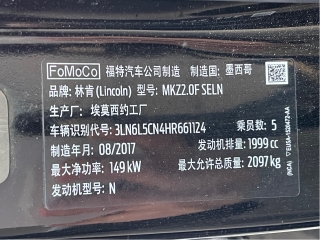 FoMoCo 福特汽车公司制造 制造国: 墨西哥
品牌: 林肯(Lincoln) 型号: MKZ2.0F SELN
生产厂: 埃莫西约工厂
车辆识别代号: 3LN6L5CN4HR661124 乘员数: 5
制造年月: 08/2017 发动机排量: 1999 cc
最大净功率: 149 kW 最大允许总质量: 2097 kg
发动机型号: N